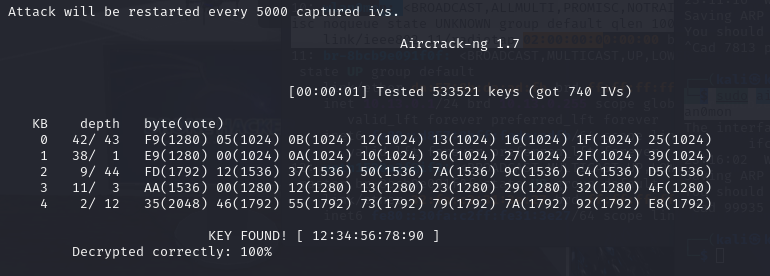 Attack will be restarted every 5000 captured ivs.
Aircrack-ng 1.7
[00:00:01] Tested 533521 keys (got 740 IVs)
KB depth byte(vote)
0 42/ 43 F9(1280) 05(1024) 0B(1024) 12(1024) 13(1024) 16(1024) 1F(1024) 25(1024)
1 38/ 1 E9(1280) 00(1024) 0A(1024) 10(1024) 26(1024) 27(1024) 2F(1024) 39(1024)
2 9/ 44 FD(1792) 12(1536) 37(1536) 50(1536) 7A(1536) 9C(1536) C4(1536) D5(1536)
3 11/ 3 AA(1536) 00(1280) 12(1280) 13(1280) 23(1280) 29(1280) 32(1280) 4F(1280)
4 2/ 12 35(2048) 46(1792) 55(1792) 73(1792) 79(1792) 7A(1792) 92(1792) E8(1792)
KEY FOUND! [ 12:34:56:78:90 ]
Decrypted correctly: 100%